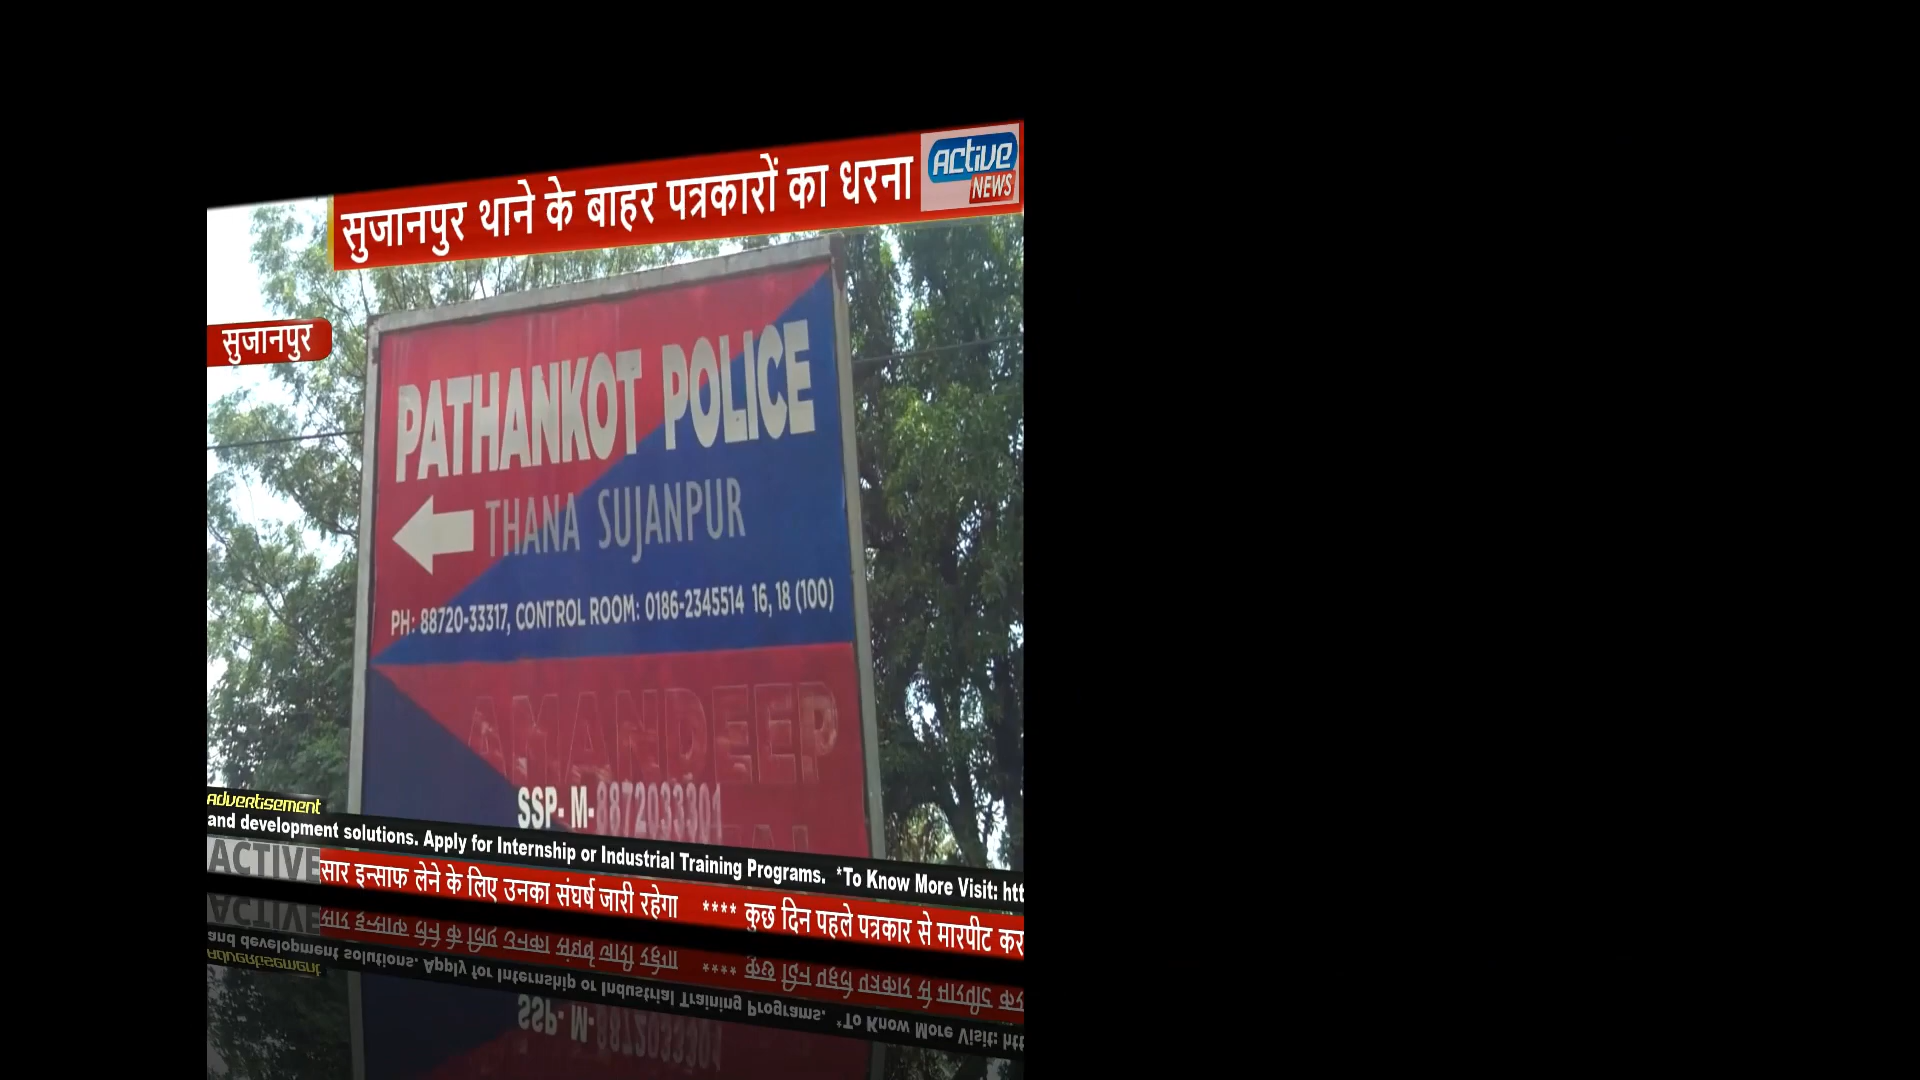 सुजानपुर थाने के बाहर पत्रकारों का धरना
ACTIVE
NEWS
सुजानपुर
PATHANKOT POLICE
THANA SUJANPUR
PH: 88720-33317, CONTROL ROOM: 0186-2345514 16, 18 (100)
AMANDEEP
SSP- M-8872033301
Advertisement
and development solutions. Apply for Internship or Industrial Training Programs. *To Know More Visit: htt
ACTIVE
सार इन्साफ लेने के लिए उनका संघर्ष जारी रहेगा **** कुछ दिन पहले पत्रकार से मारपीट कर